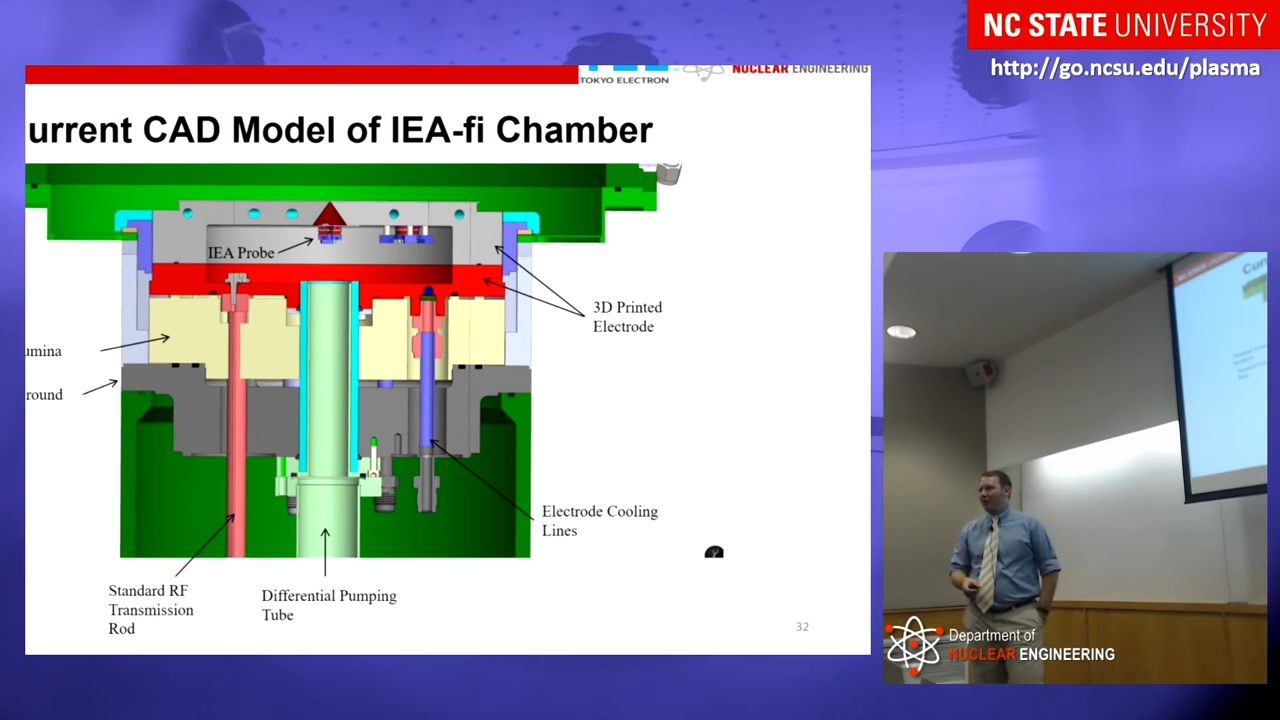 NC STATE UNIVERSITY
http://go.ncsu.edu/plasma
TOKYO ELECTRON
NUCLEAR ENGINEERING
urrent CAD Model of IEA-fi Chamber
IEA Probe
3D Printed
Electrode
umina
round
Electrode Cooling
Lines
Standard RF
Transmission
Rod
Differential Pumping
Tube
32
Department of
NUCLEAR ENGINEERING